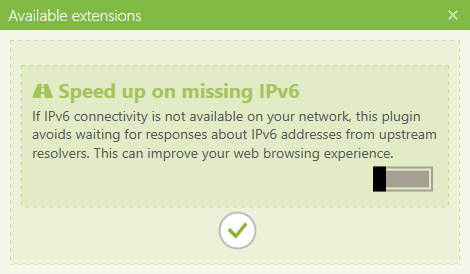 Available extensions
Speed up on missing IPv6
If IPv6 connectivity is not available on your network, this plugin
avoids waiting for responses about IPv6 addresses from upstream
resolvers. This can improve your web browsing experience.